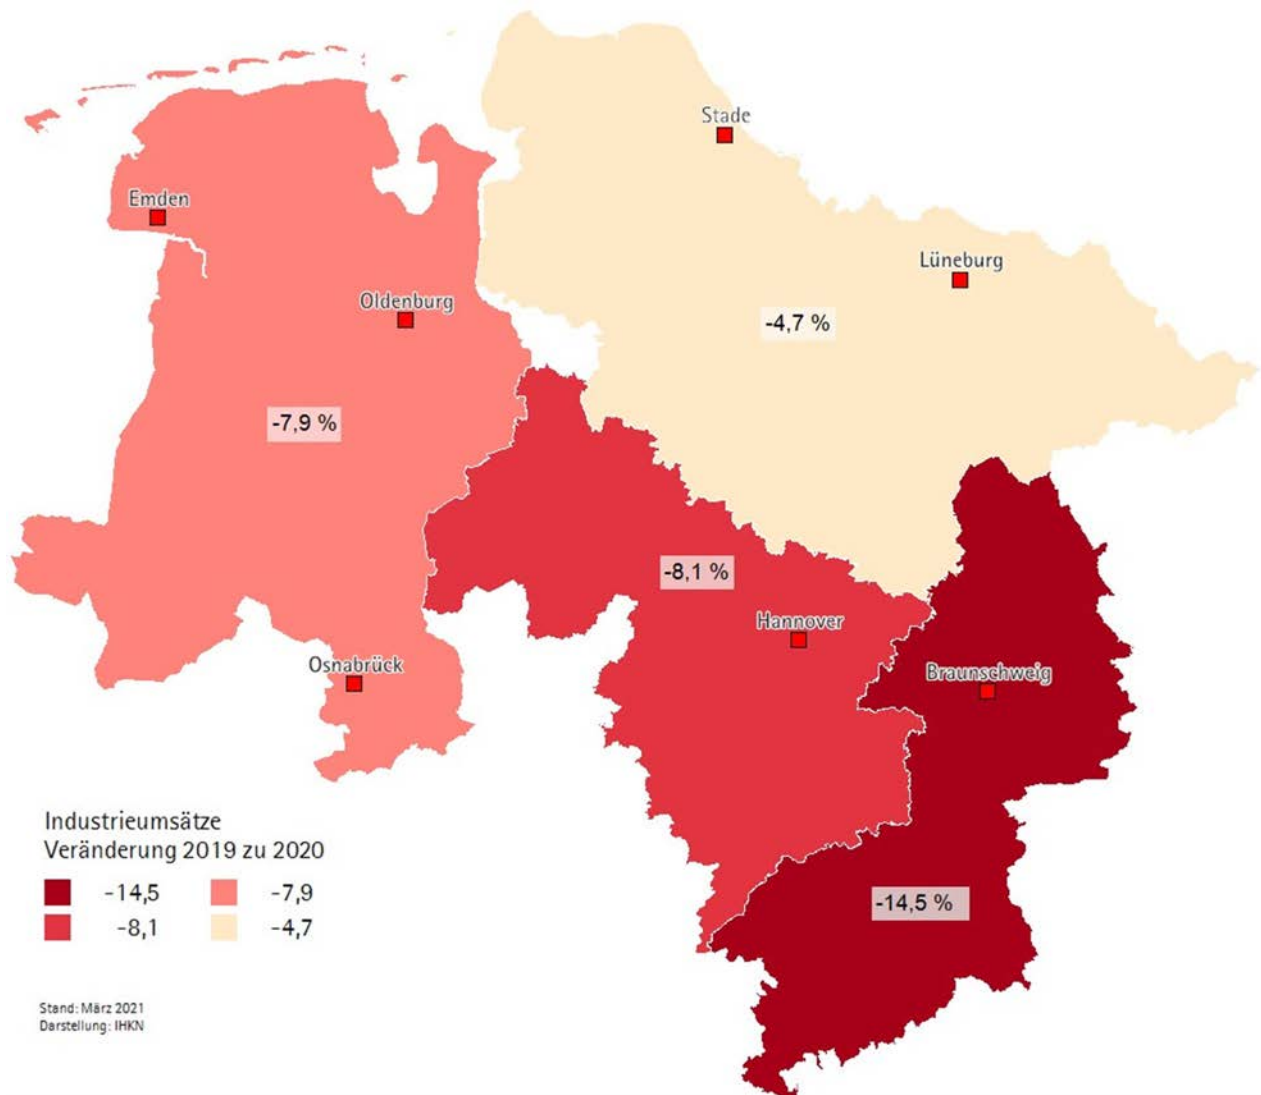 Stade
Emden
Lüneburg
Oldenburg
-4,7 %
-7,9 %
-8,1 %
Hannover
Osnabrück
Braunschweig
-14,5 %
Industrieumsätze
Veränderung 2019 zu 2020
-14,5 -7,9
-8,1 -4,7
Stand: März 2021
Darstellung: IHKN